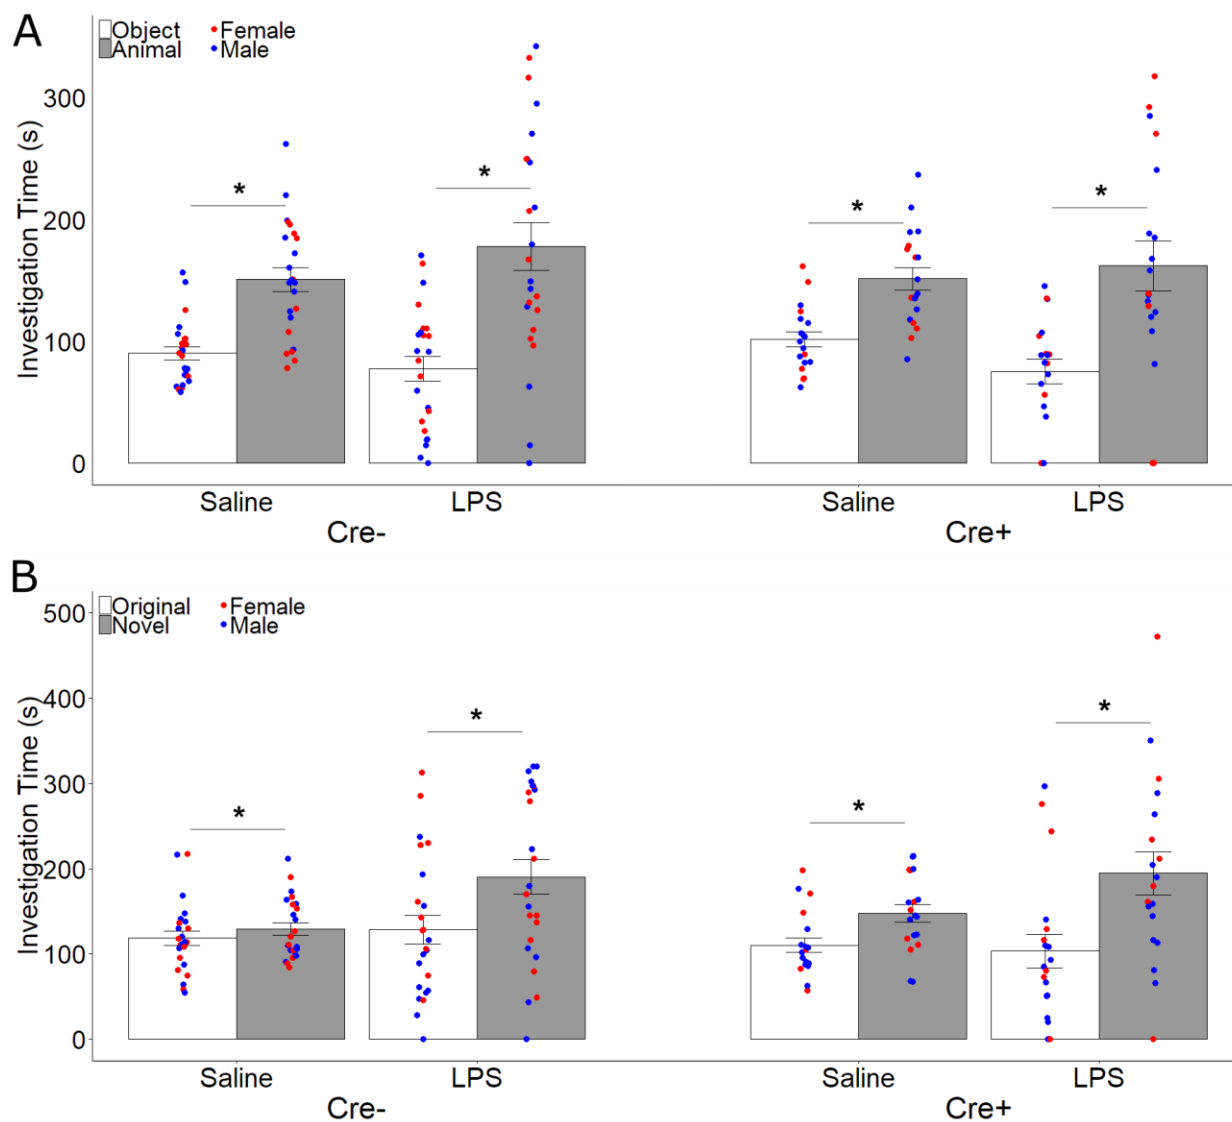 A
Object Female
Animal Male
Investigation Time (s)
300
200
100
0
* * * *
Saline LPS Saline LPS
Cre- Cre+
B
Original Female
Novel Male
Investigation Time (s)
500
400
300
200
100
0
* * * *
Saline LPS Saline LPS
Cre- Cre+